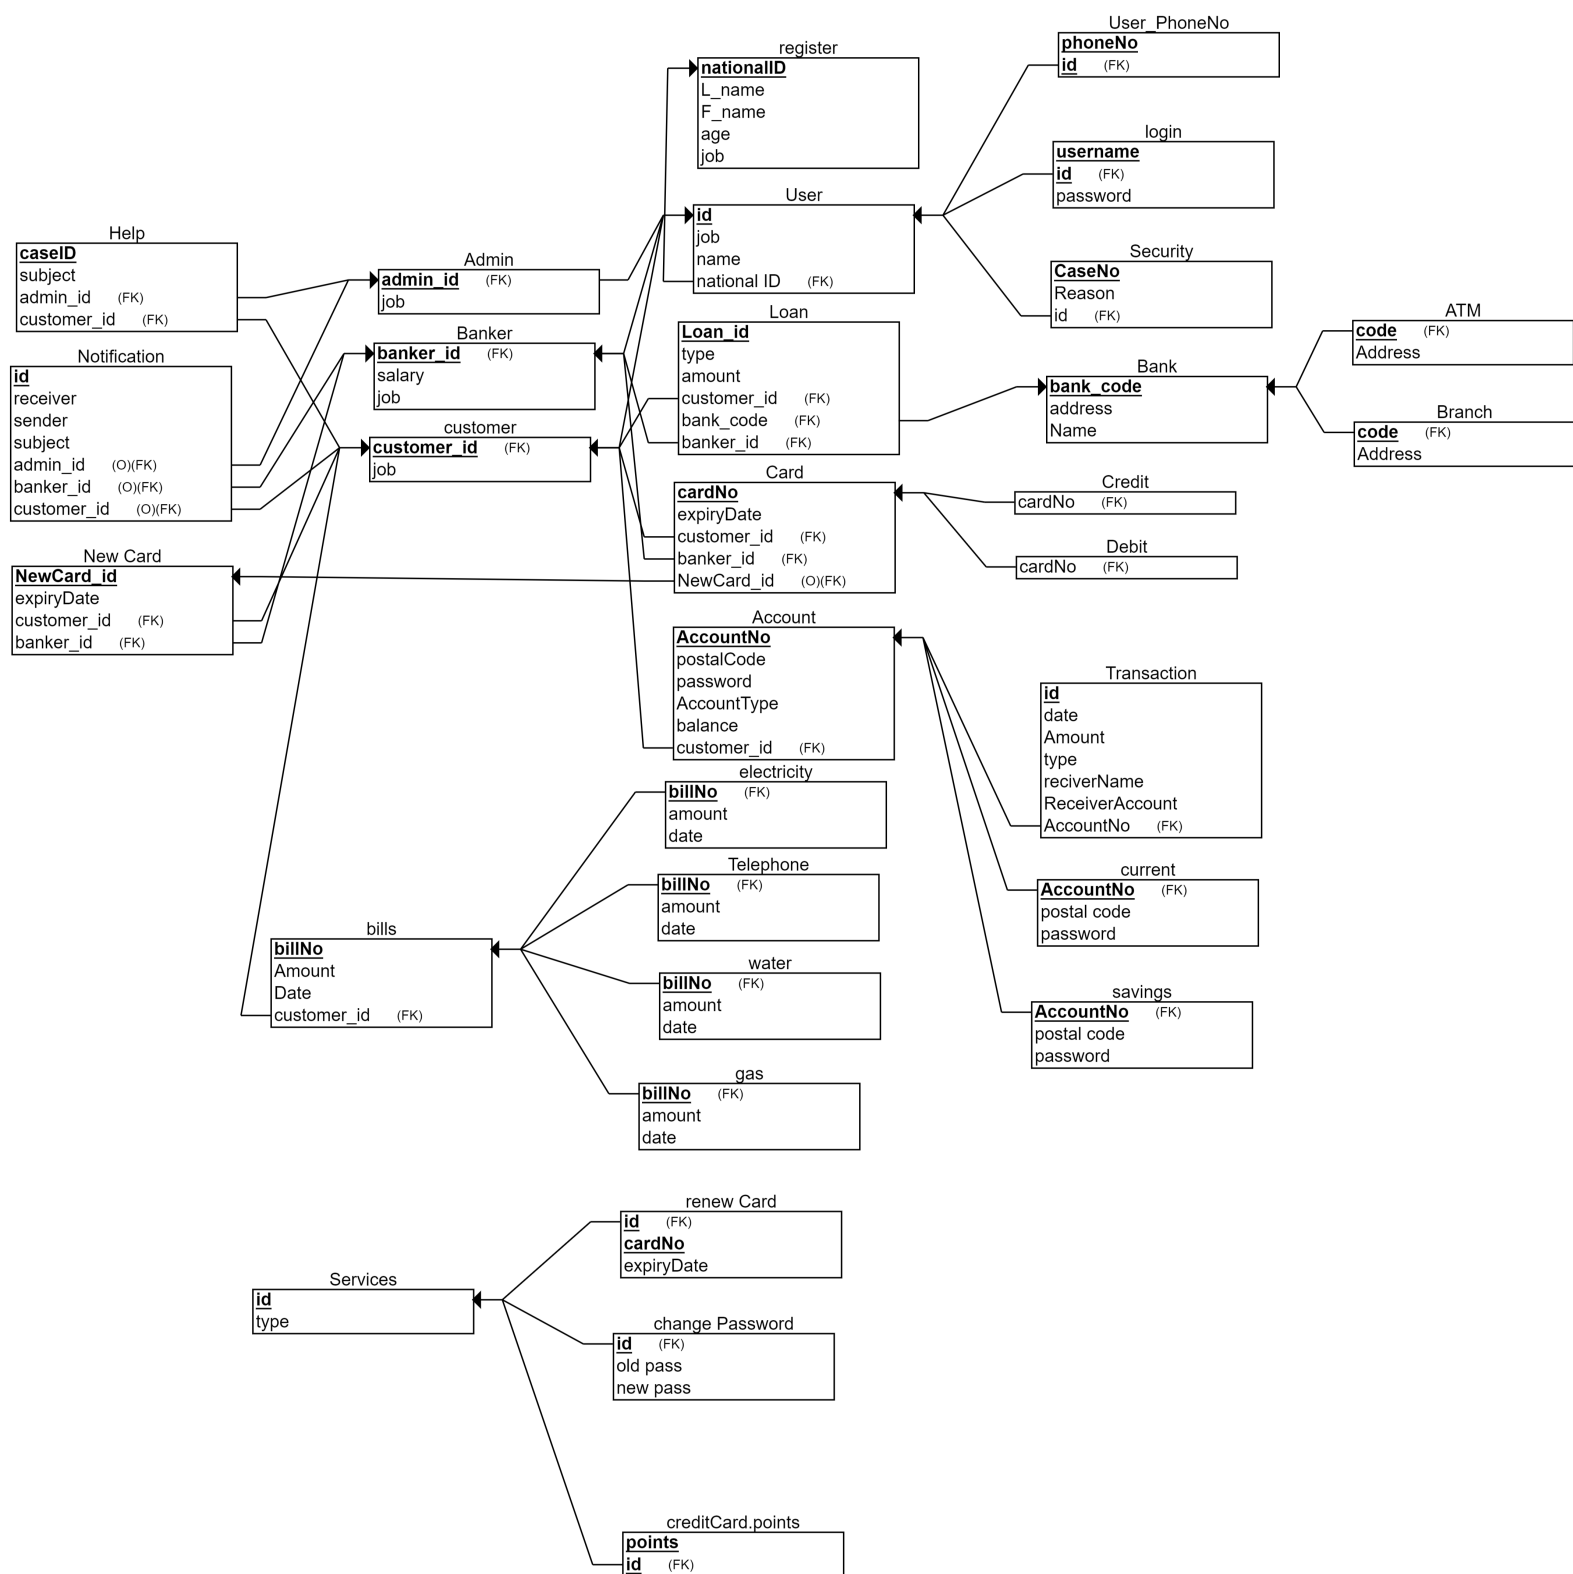 User_PhoneNo
phoneNo
id (FK)
register
nationalID
L_name
F_name
age
job
login
username
id (FK)
password
User
id
job
name
national ID (FK)
Help
caseID
subject
admin_id (FK)
customer_id (FK)
Admin
admin_id (FK)
job
Security
CaseNo
Reason
id (FK)
Loan
Loan_id
type
amount
customer_id (FK)
bank_code (FK)
banker_id (FK)
ATM
code (FK)
Address
Banker
banker_id (FK)
salary
job
Notification
id
receiver
sender
subject
admin_id (O)(FK)
banker_id (O)(FK)
customer_id (O)(FK)
Bank
bank_code
address
Name
Branch
code (FK)
Address
customer
customer_id (FK)
job
Card
cardNo
expiryDate
customer_id (FK)
banker_id (FK)
NewCard_id (O)(FK)
Credit
cardNo (FK)
Debit
cardNo (FK)
New Card
NewCard_id
expiryDate
customer_id (FK)
banker_id (FK)
Account
AccountNo
postalCode
password
AccountType
balance
customer_id (FK)
Transaction
id
date
Amount
type
reciverName
ReceiverAccount
AccountNo (FK)
electricity
billNo (FK)
amount
date
Telephone
billNo (FK)
amount
date
current
AccountNo (FK)
postal code
password
bills
billNo
Amount
Date
customer_id (FK)
water
billNo (FK)
amount
date
savings
AccountNo (FK)
postal code
password
gas
billNo (FK)
amount
date
renew Card
id (FK)
cardNo
expiryDate
Services
id
type
change Password
id (FK)
old pass
new pass
creditCard.points
points
id (FK)